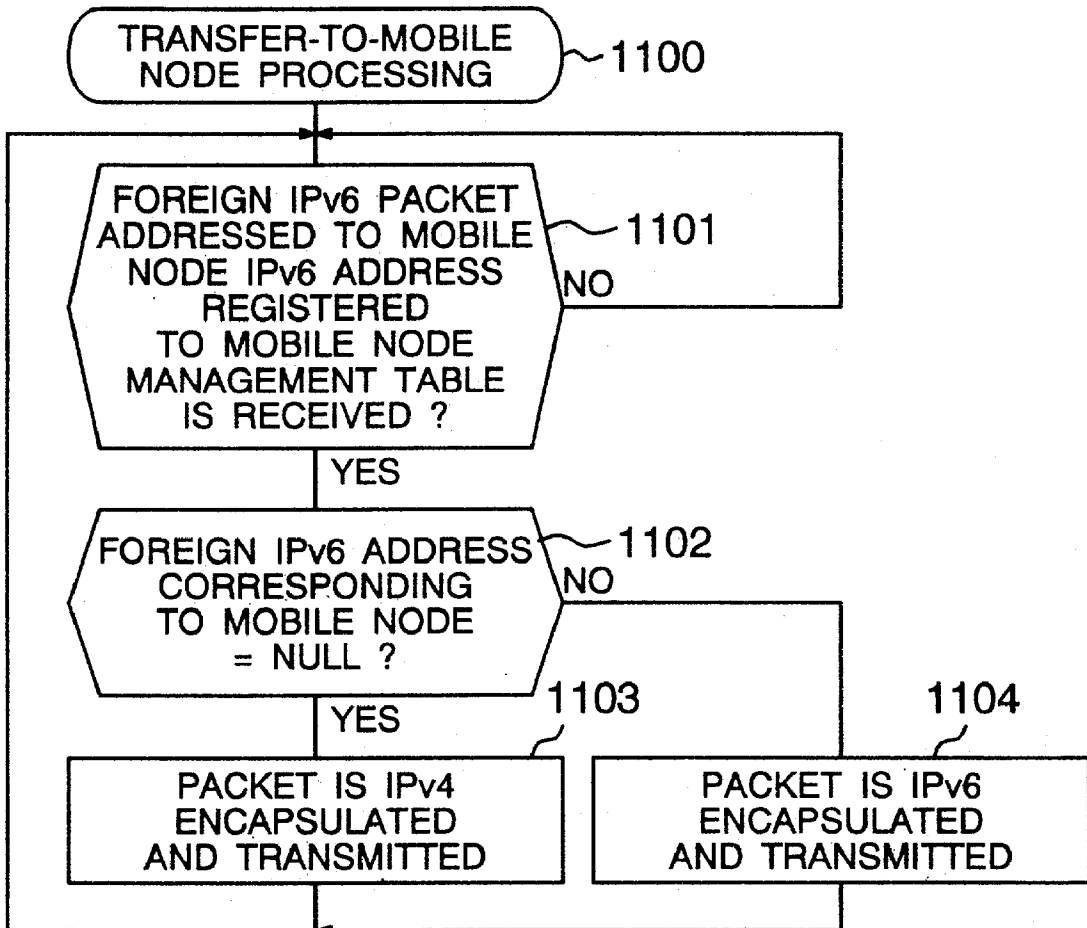 TRANSFER-TO-MOBILE
NODE PROCESSING
1100
FOREIGN IPv6 PACKET
ADDRESSED TO MOBILE
NODE IPv6 ADDRESS
REGISTERED
TO MOBILE NODE
MANAGEMENT TABLE
IS RECEIVED ?
1101
NO
YES
FOREIGN IPv6 ADDRESS
CORRESPONDING
TO MOBILE NODE
= NULL ?
1102
NO
YES
1103
PACKET IS IPv4
ENCAPSULATED
AND TRANSMITTED
1104
PACKET IS IPv6
ENCAPSULATED
AND TRANSMITTED